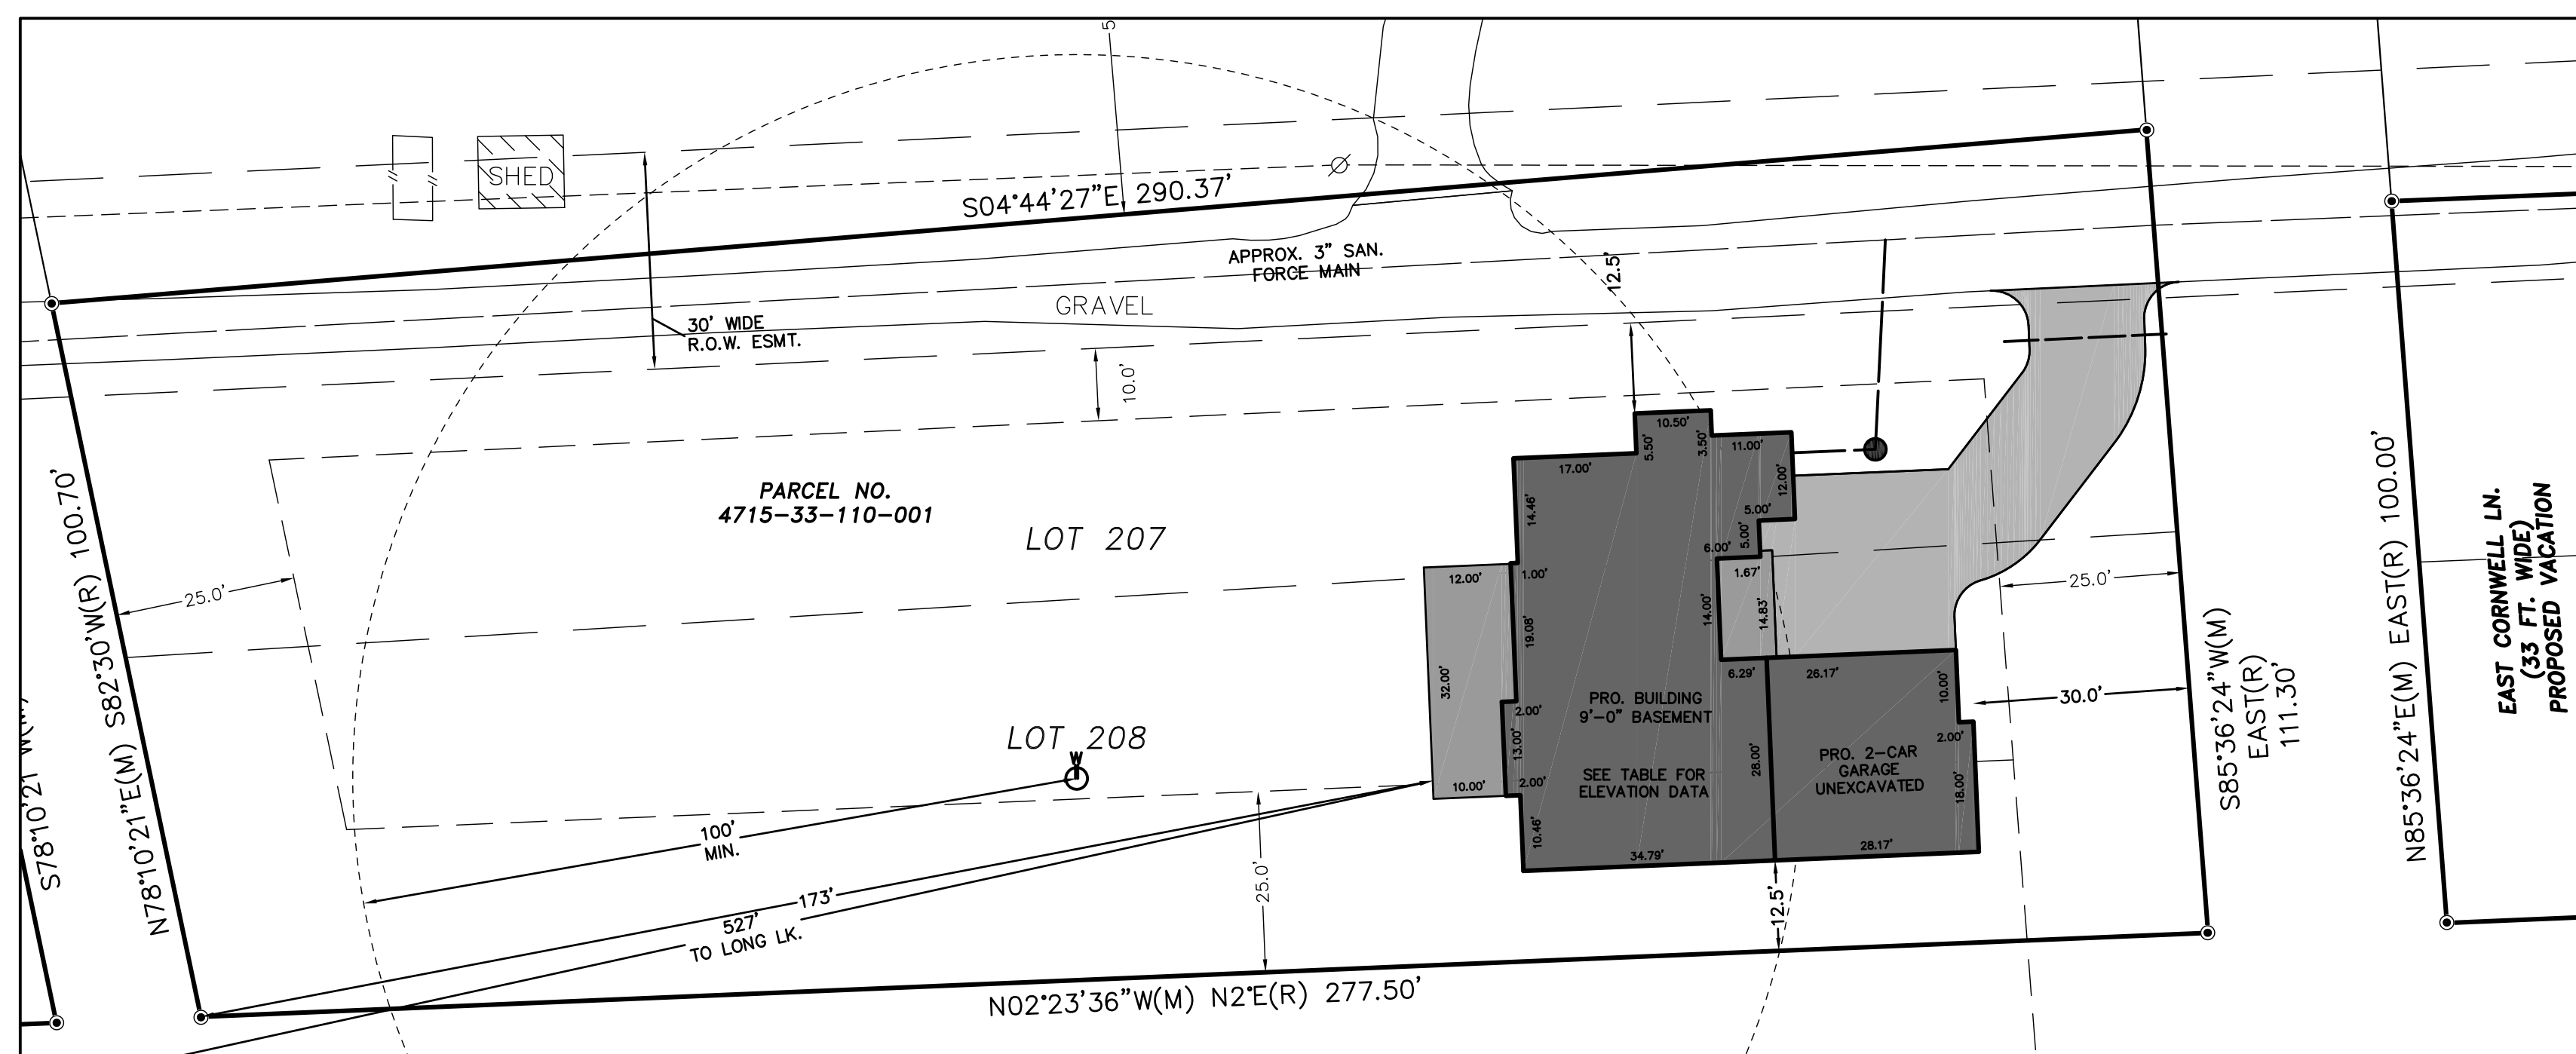 5
SHED
S04°44'27"E 290.37'
APPROX. 3" SAN.
FORCE MAIN
GRAVEL
30' WIDE
R.O.W. ESMT.
10.0'
12.5'
PARCEL NO.
4715-33-110-001
LOT 207
LOT 208
25.0'
N78°10'21"E(M) S82°30'W(R) 100.70'
S78°10'21"W(M)
W
100'
MIN.
173'
527'
TO LONG LK.
25.0'
N02°23'36"W(M) N2°E(R) 277.50'
10.50'
5.50'
3.50'
11.00'
17.00'
12.00'
14.46'
5.00'
5.00'
6.00'
1.00'
1.67'
12.00'
14.00'
14.83'
19.08'
32.00'
6.29'
26.17'
10.00'
2.00'
13.00'
2.00'
10.00'
2.00'
10.46'
34.79'
28.00'
28.17'
18.00'
PRO. BUILDING
9'-0" BASEMENT
SEE TABLE FOR
ELEVATION DATA
PRO. 2-CAR
GARAGE
UNEXCAVATED
12.5'
25.0'
30.0'
S85°36'24"W(M)
EAST(R)
111.30'
N85°36'24"E(M) EAST(R) 100.00'
EAST CORNWELL LN.
(33 FT. WIDE)
PROPOSED VACATION